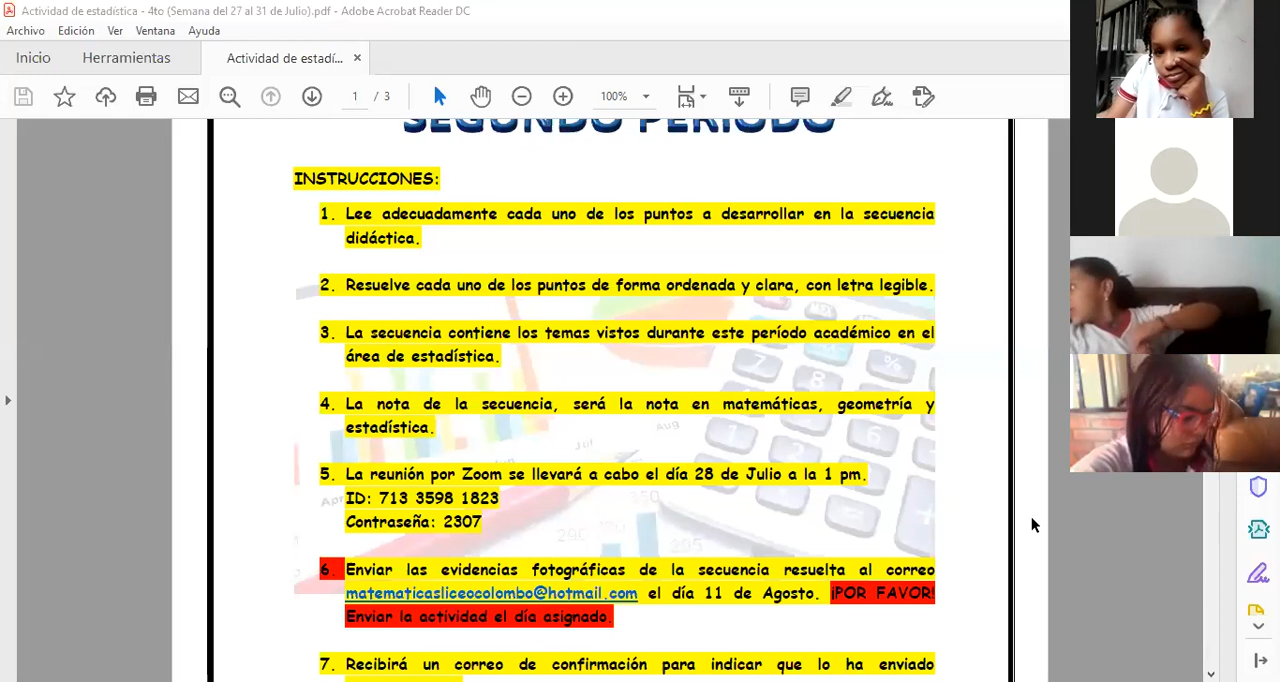 Actividad de estadística - 4to (Semana del 27 al 31 de Julio).pdf - Adobe Acrobat Reader DC
Archivo Edición Ver Ventana Ayuda
Inicio Herramientas Actividad de estadí... ×
1 / 3 100%
SEGUNDO PERIODO
INSTRUCCIONES:
1. Lee adecuadamente cada uno de los puntos a desarrollar en la secuencia
didáctica.
2. Resuelve cada uno de los puntos de forma ordenada y clara, con letra legible.
3. La secuencia contiene los temas vistos durante este período académico en el
área de estadística.
4. La nota de la secuencia, será la nota en matemáticas, geometría y
estadística.
5. La reunión por Zoom se llevará a cabo el día 28 de Julio a la 1 pm.
ID: 713 3598 1823
Contraseña: 2307
6. Enviar las evidencias fotográficas de la secuencia resuelta al correo
matematicasliceocolombo@hotmail.com el día 11 de Agosto. ¡POR FAVOR!
Enviar la actividad el día asignado.
7. Recibirá un correo de confirmación para indicar que lo ha enviado